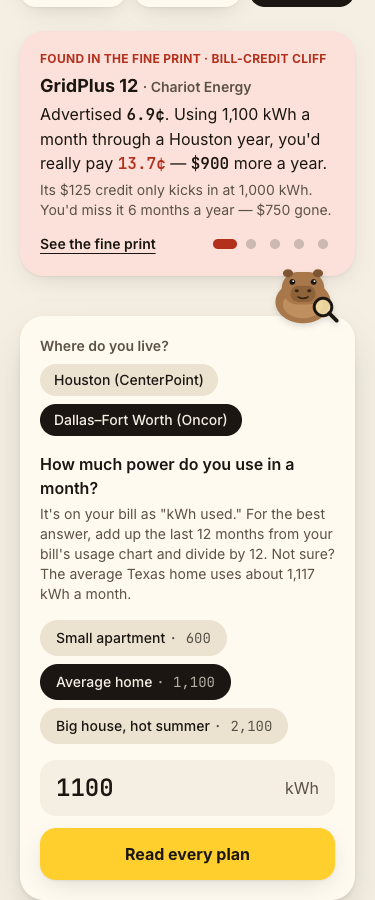 FOUND IN THE FINE PRINT · BILL-CREDIT CLIFF
GridPlus 12 · Chariot Energy
Advertised 6.9¢. Using 1,100 kWh a
month through a Houston year, you'd
really pay 13.7¢ — $900 more a year.
Its $125 credit only kicks in at 1,000 kWh.
You'd miss it 6 months a year — $750 gone.
See the fine print
Where do you live?
Houston (CenterPoint)
Dallas–Fort Worth (Oncor)
How much power do you use in a
month?
It's on your bill as "kWh used." For the best
answer, add up the last 12 months from your
bill's usage chart and divide by 12. Not sure?
The average Texas home uses about 1,117
kWh a month.
Small apartment · 600
Average home · 1,100
Big house, hot summer · 2,100
1100 kWh
Read every plan